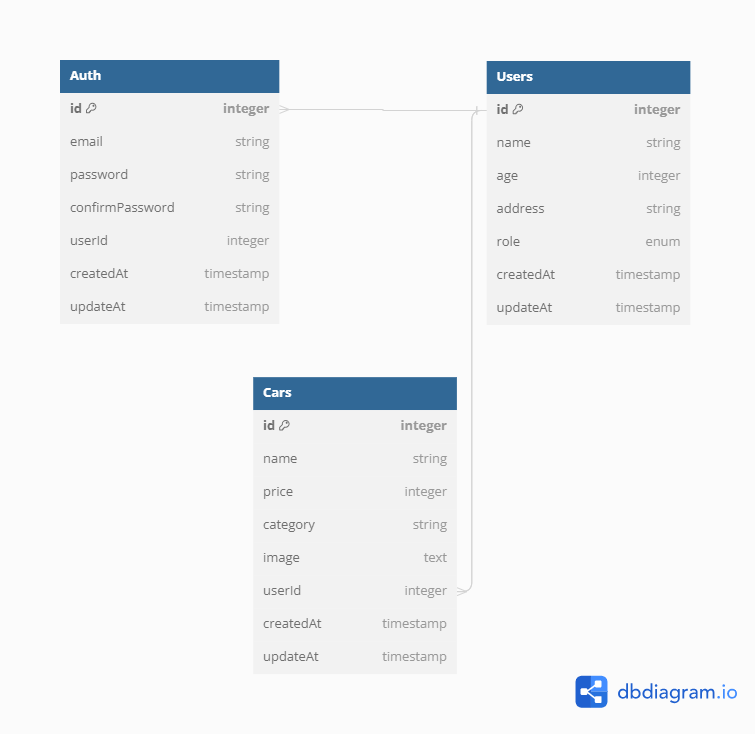 Auth
id integer
email string
password string
confirmPassword string
userId integer
createdAt timestamp
updateAt timestamp
Users
id integer
name string
age integer
address string
role enum
createdAt timestamp
updateAt timestamp
Cars
id integer
name string
price integer
category string
image text
userId integer
createdAt timestamp
updateAt timestamp
dbdiagram.io